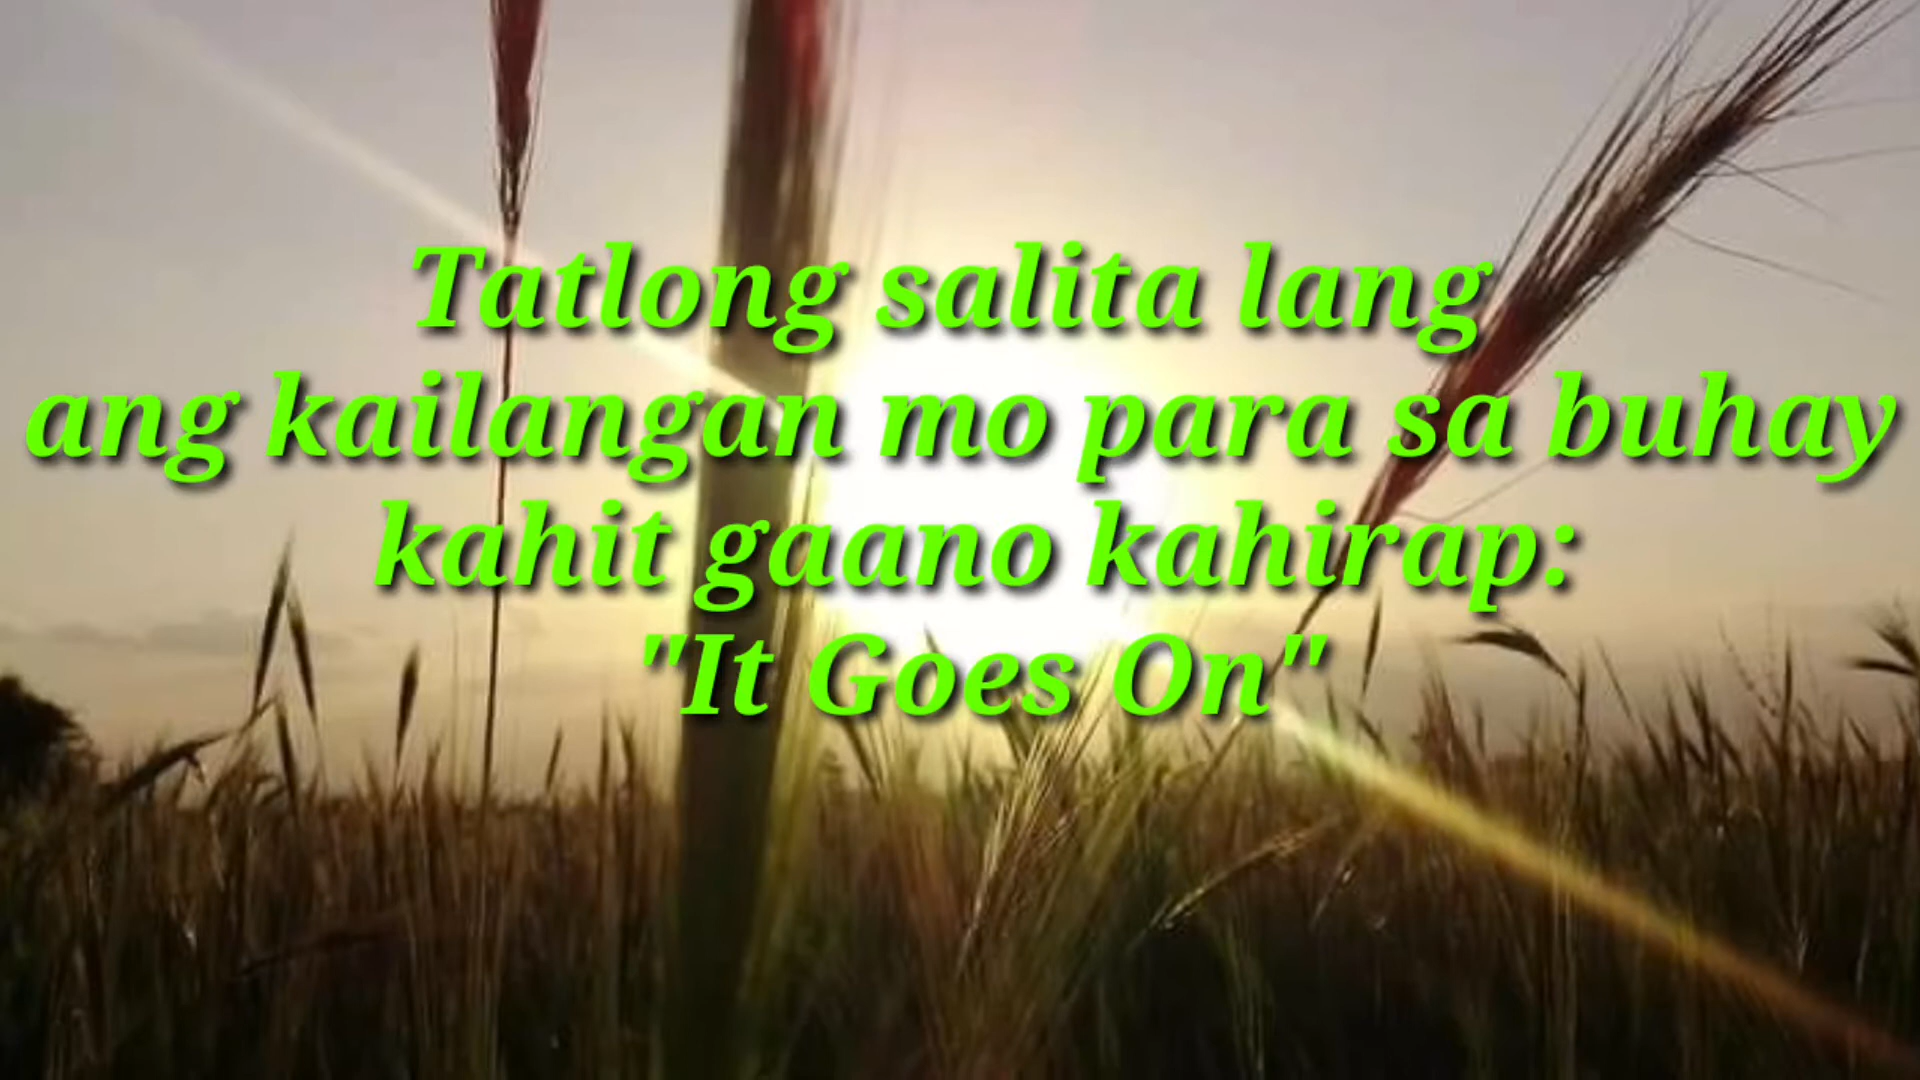 Tatlong salita lang
ang kailangan mo para sa buhay
kahit gaano kahirap:
"It Goes On"